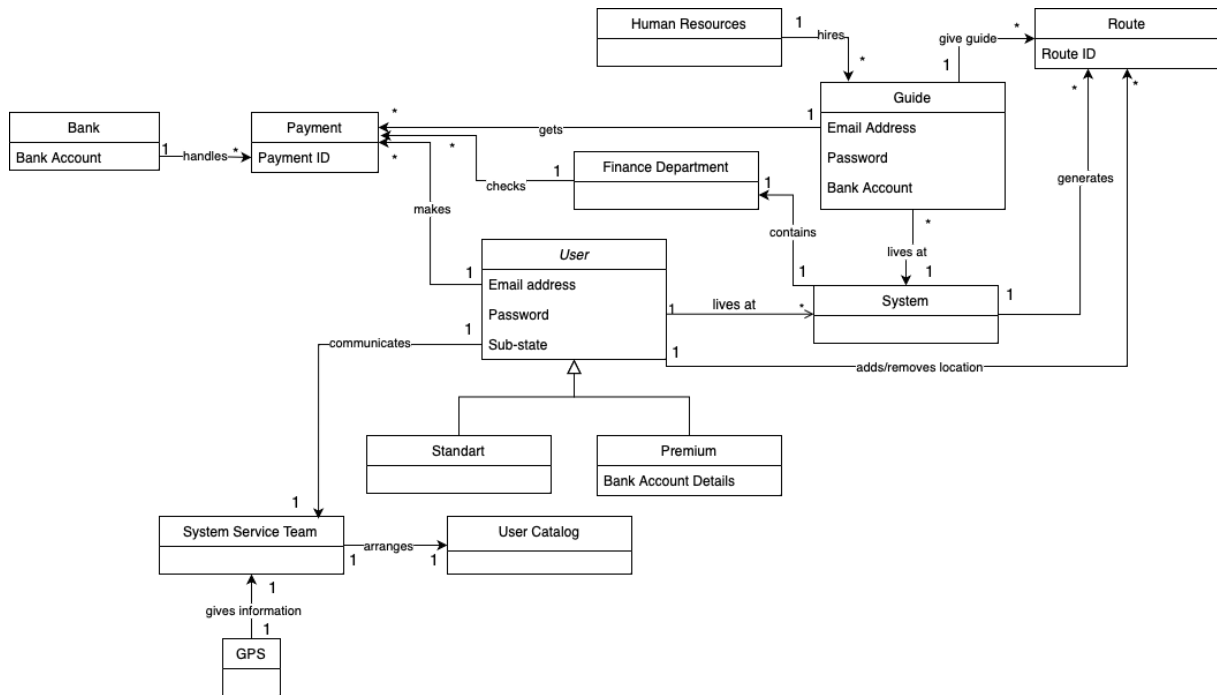 Human Resources
1
hires
*
give guide
*
1
Route
Route ID
*
*
Guide
Email Address
Password
Bank Account
1
gets
*
Bank
Bank Account
1
handles
*
Payment
Payment ID
*
*
checks
1
Finance Department
1
contains
1
makes
1
generates
*
lives at
1
User
Email address
Password
Sub-state
1
lives at
*
System
1
1
communicates
1
adds/removes location
Standart
Premium
Bank Account Details
1
System Service Team
1
arranges
1
User Catalog
1
gives information
1
GPS